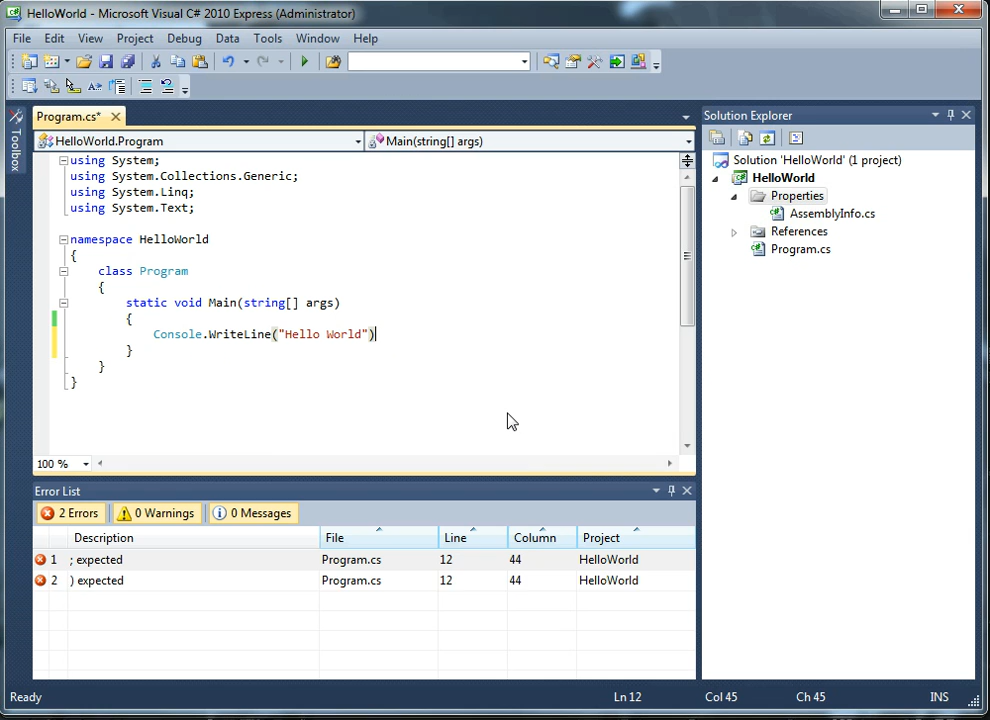 HelloWorld - Microsoft Visual C# 2010 Express (Administrator)
File Edit View Project Debug Data Tools Window Help
Program.cs*
Toolbox
HelloWorld.Program
Main(string[] args)
using System;
using System.Collections.Generic;
using System.Linq;
using System.Text;
namespace HelloWorld
{
class Program
{
static void Main(string[] args)
{
Console.WriteLine("Hello World")
}
}
}
100 %
Solution Explorer
Solution 'HelloWorld' (1 project)
HelloWorld
Properties
AssemblyInfo.cs
References
Program.cs
Error List
2 Errors 0 Warnings 0 Messages
Description File Line Column Project
1 ; expected Program.cs 12 44 HelloWorld
2 ) expected Program.cs 12 44 HelloWorld
Ready Ln 12 Col 45 Ch 45 INS